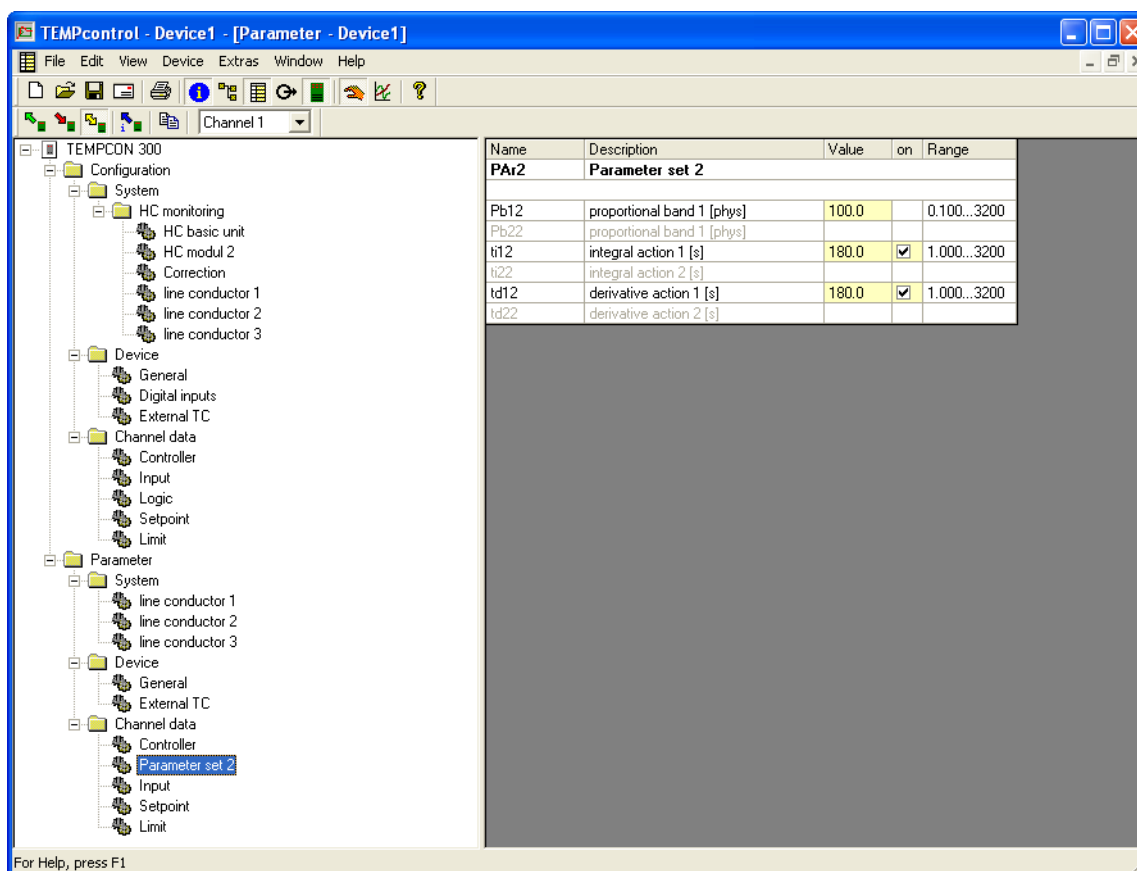 TEMPcontrol - Device1 - [Parameter - Device1]
File Edit View Device Extras Window Help
Channel 1
TEMPCON 300
Configuration
System
HC monitoring
HC basic unit
HC modul 2
Correction
line conductor 1
line conductor 2
line conductor 3
Device
General
Digital inputs
External TC
Channel data
Controller
Input
Logic
Setpoint
Limit
Parameter
System
line conductor 1
line conductor 2
line conductor 3
Device
General
External TC
Channel data
Controller
Parameter set 2
Input
Setpoint
Limit
Name Description Value on Range
PAr2 Parameter set 2
Pb12 proportional band 1 [phys] 100.0 0.100...3200
Pb22 proportional band 1 [phys]
ti12 integral action 1 [s] 180.0 1.000...3200
ti22 integral action 2 [s]
td12 derivative action 1 [s] 180.0 1.000...3200
td22 derivative action 2 [s]
For Help, press F1